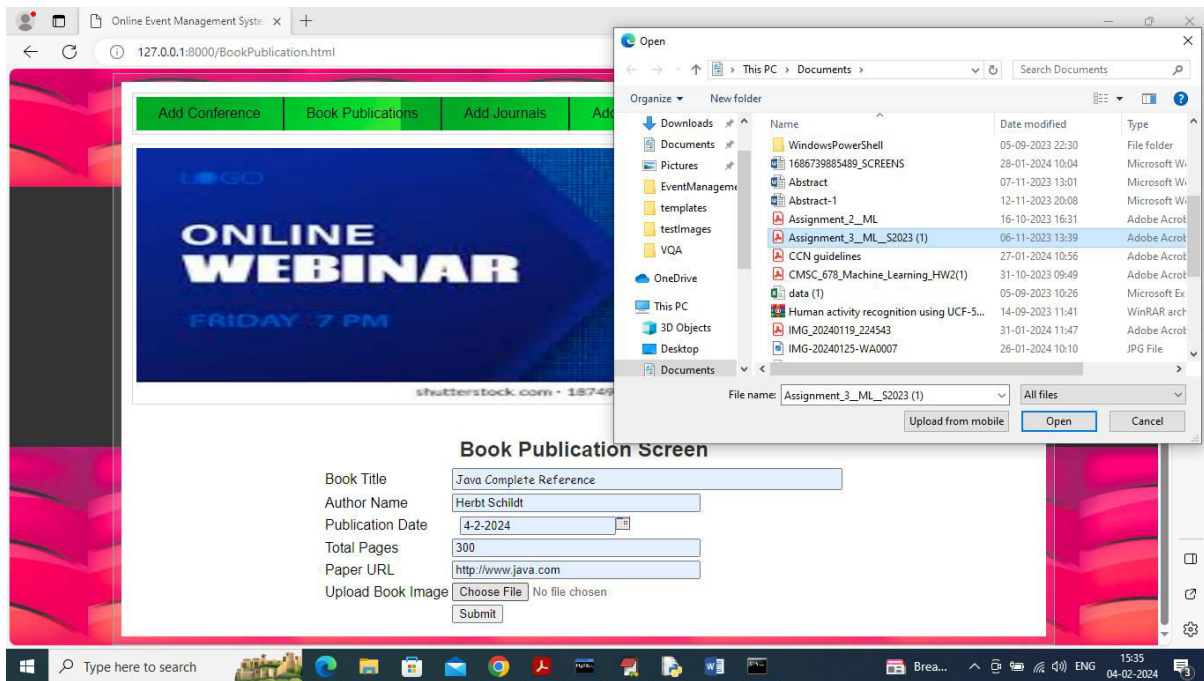 Online Event Management Syste
127.0.0.1:8000/BookPublication.html
Add Conference
Book Publications
Add Journals
LOGO
ONLINE
WEBINAR
FRIDAY 7 PM
shutterstock.com · 18749
Open
This PC > Documents >
Search Documents
Organize
New folder
Downloads
Documents
Pictures
EventManageme
templates
testImages
VQA
OneDrive
This PC
3D Objects
Desktop
Documents
Name Date modified Type
WindowsPowerShell 05-09-2023 22:30 File folder
1686739885489_SCREENS 28-01-2024 10:04 Microsoft W
Abstract 07-11-2023 13:01 Microsoft W
Abstract-1 12-11-2023 20:08 Microsoft W
Assignment_2__ML 16-10-2023 16:31 Adobe Acrob
Assignment_3__ML__S2023 (1) 06-11-2023 13:39 Adobe Acrob
CCN guidelines 27-01-2024 10:56 Adobe Acrob
CMSC_678_Machine_Learning_HW2(1) 31-10-2023 09:49 Adobe Acrob
data (1) 05-09-2023 10:26 Microsoft Ex
Human activity recognition using UCF-5... 14-09-2023 11:41 WinRAR arch
IMG_20240119_224543 31-01-2024 11:47 Adobe Acrob
IMG-20240125-WA0007 26-01-2024 10:10 JPG File
File name: Assignment_3__ML__S2023 (1) All files
Upload from mobile Open Cancel
Book Publication Screen
Book Title Java Complete Reference
Author Name Herbt Schildt
Publication Date 4-2-2024
Total Pages 300
Paper URL http://www.java.com
Upload Book Image Choose File No file chosen
Submit
Type here to search
Brea...
ENG
15:35
04-02-2024